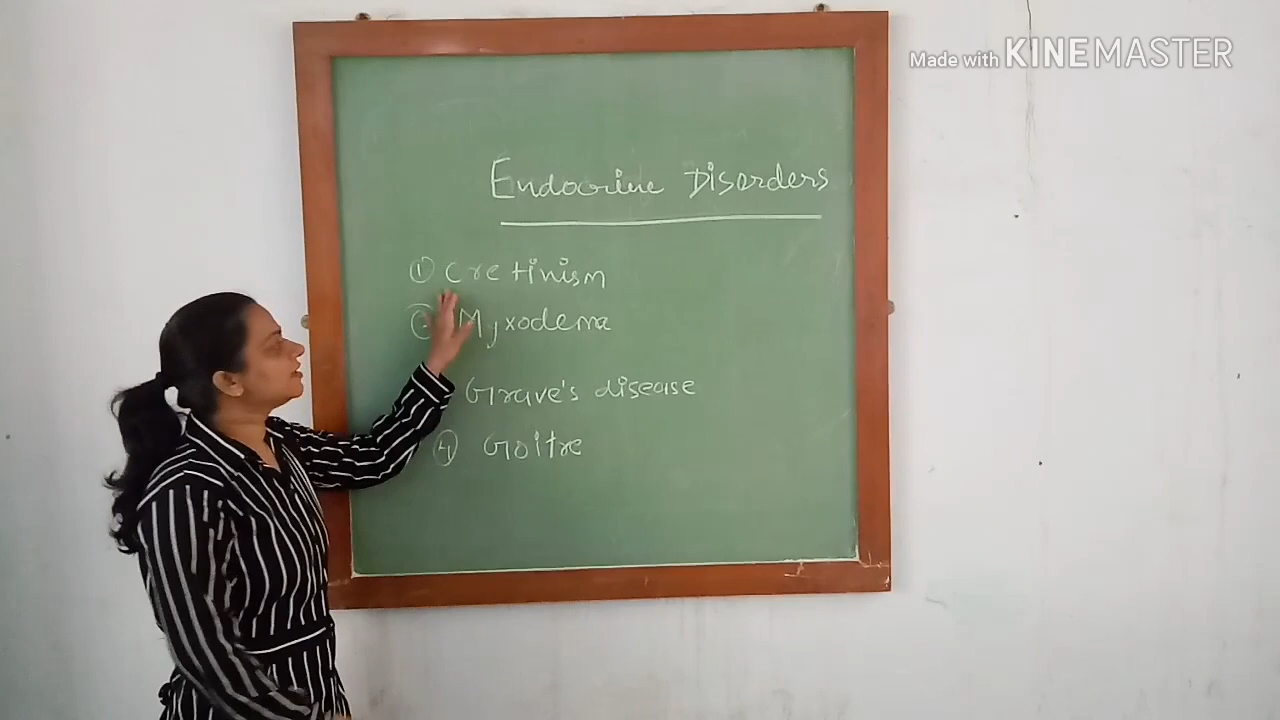 Made with KINEMASTER
Endocrine Disorders
① Cretinism
Myxodema
Grave's disease
④ Goitre